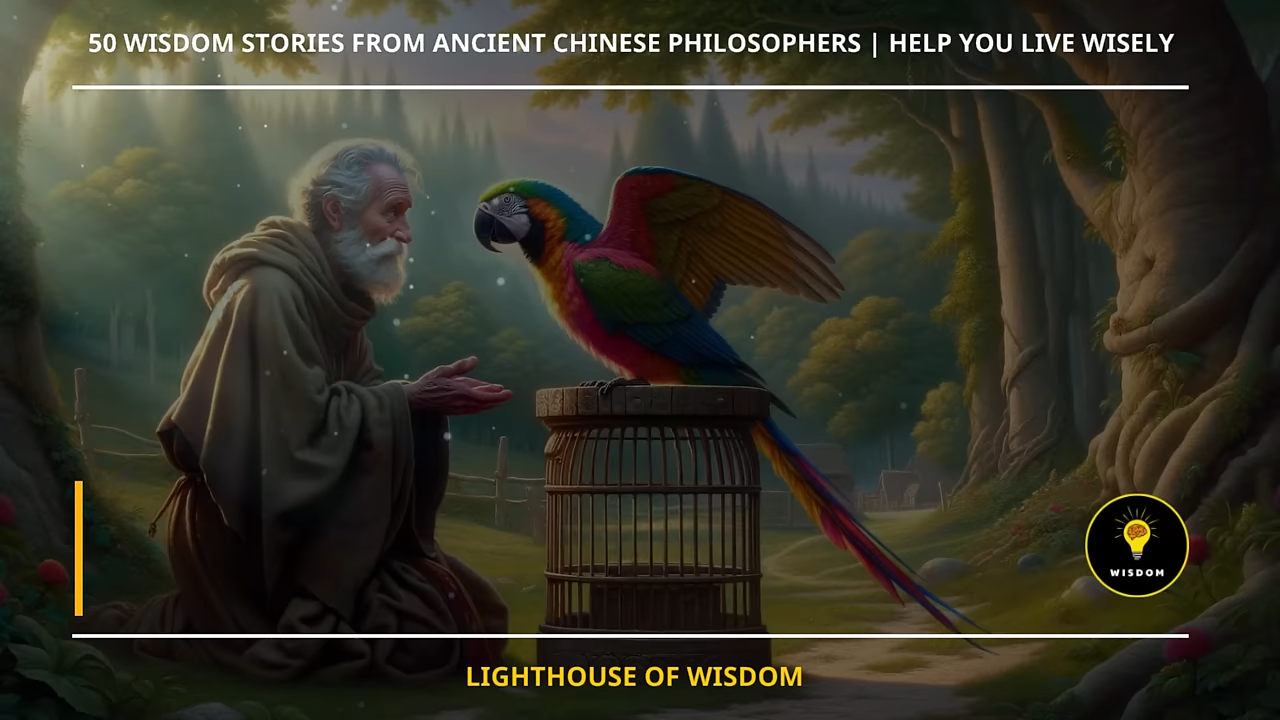 50 WISDOM STORIES FROM ANCIENT CHINESE PHILOSOPHERS | HELP YOU LIVE WISELY
WISDOM
LIGHTHOUSE OF WISDOM